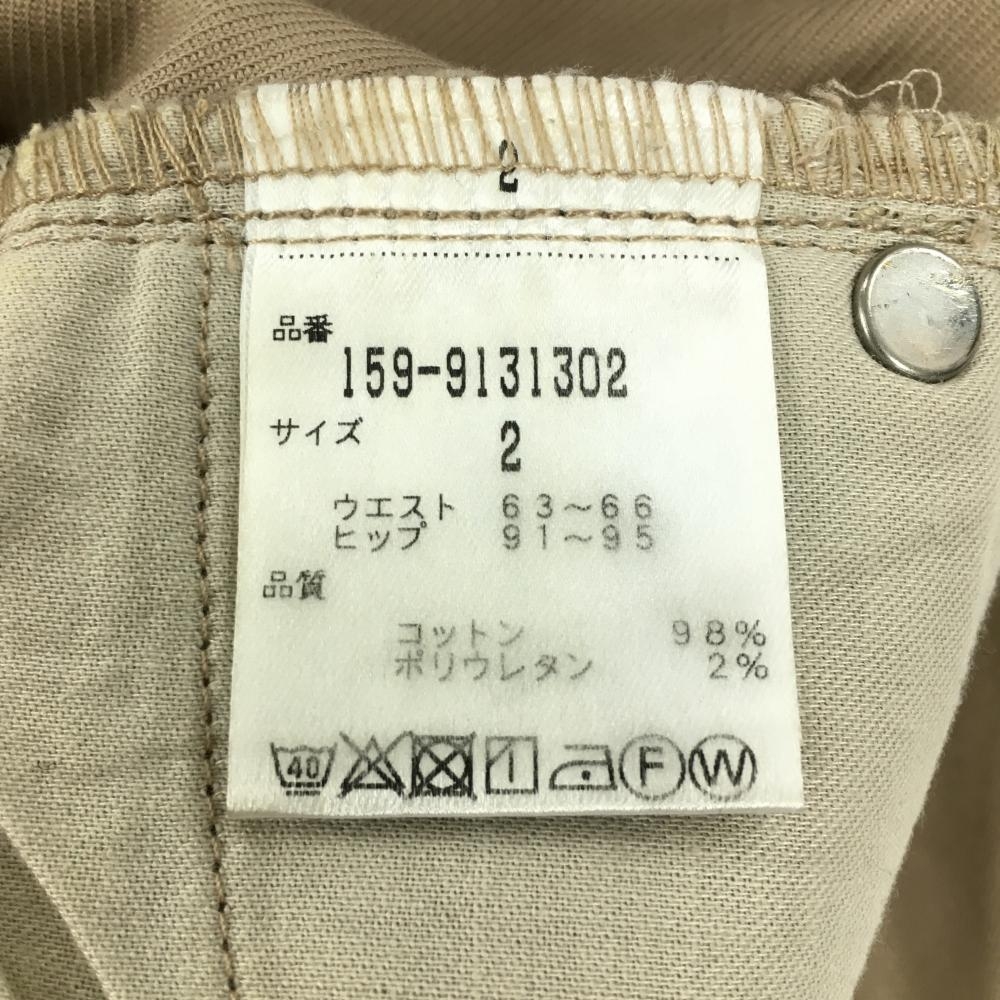 2
品番
159-9131302
サイズ 2
ウエスト 63～66
ヒップ 91～95
品質
コットン 98%
ポリウレタン 2%
40 F W